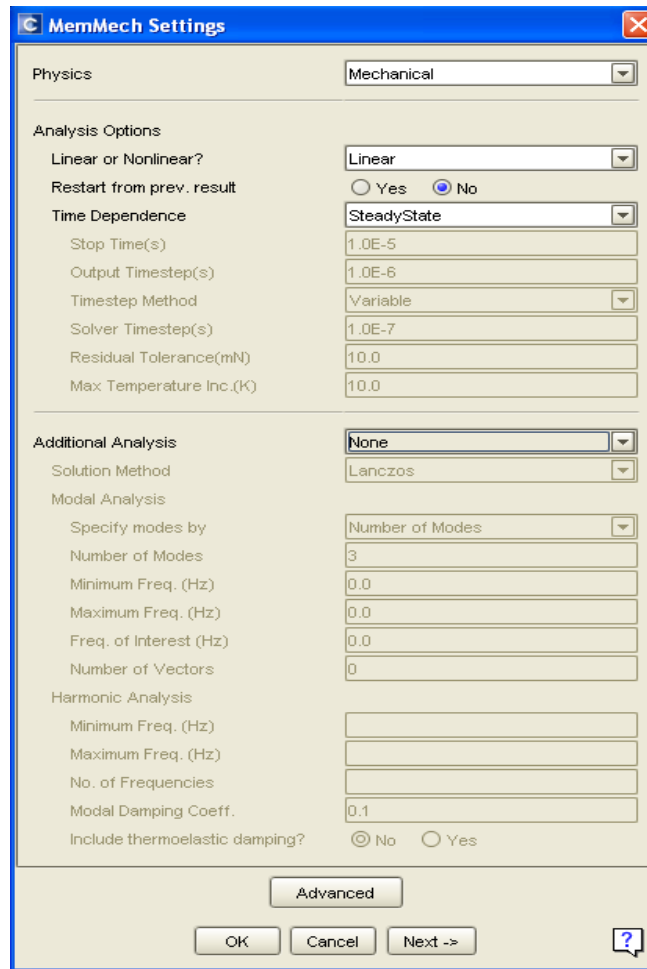 C MemMech Settings
Physics Mechanical
Analysis Options
Linear or Nonlinear? Linear
Restart from prev. result Yes No
Time Dependence SteadyState
Stop Time(s) 1.0E-5
Output Timestep(s) 1.0E-6
Timestep Method Variable
Solver Timestep(s) 1.0E-7
Residual Tolerance(mN) 10.0
Max Temperature Inc.(K) 10.0
Additional Analysis None
Solution Method Lanczos
Modal Analysis
Specify modes by Number of Modes
Number of Modes 3
Minimum Freq. (Hz) 0.0
Maximum Freq. (Hz) 0.0
Freq. of Interest (Hz) 0.0
Number of Vectors 0
Harmonic Analysis
Minimum Freq. (Hz)
Maximum Freq. (Hz)
No. of Frequencies
Modal Damping Coeff. 0.1
Include thermoelastic damping? No Yes
Advanced
OK Cancel Next -> ?